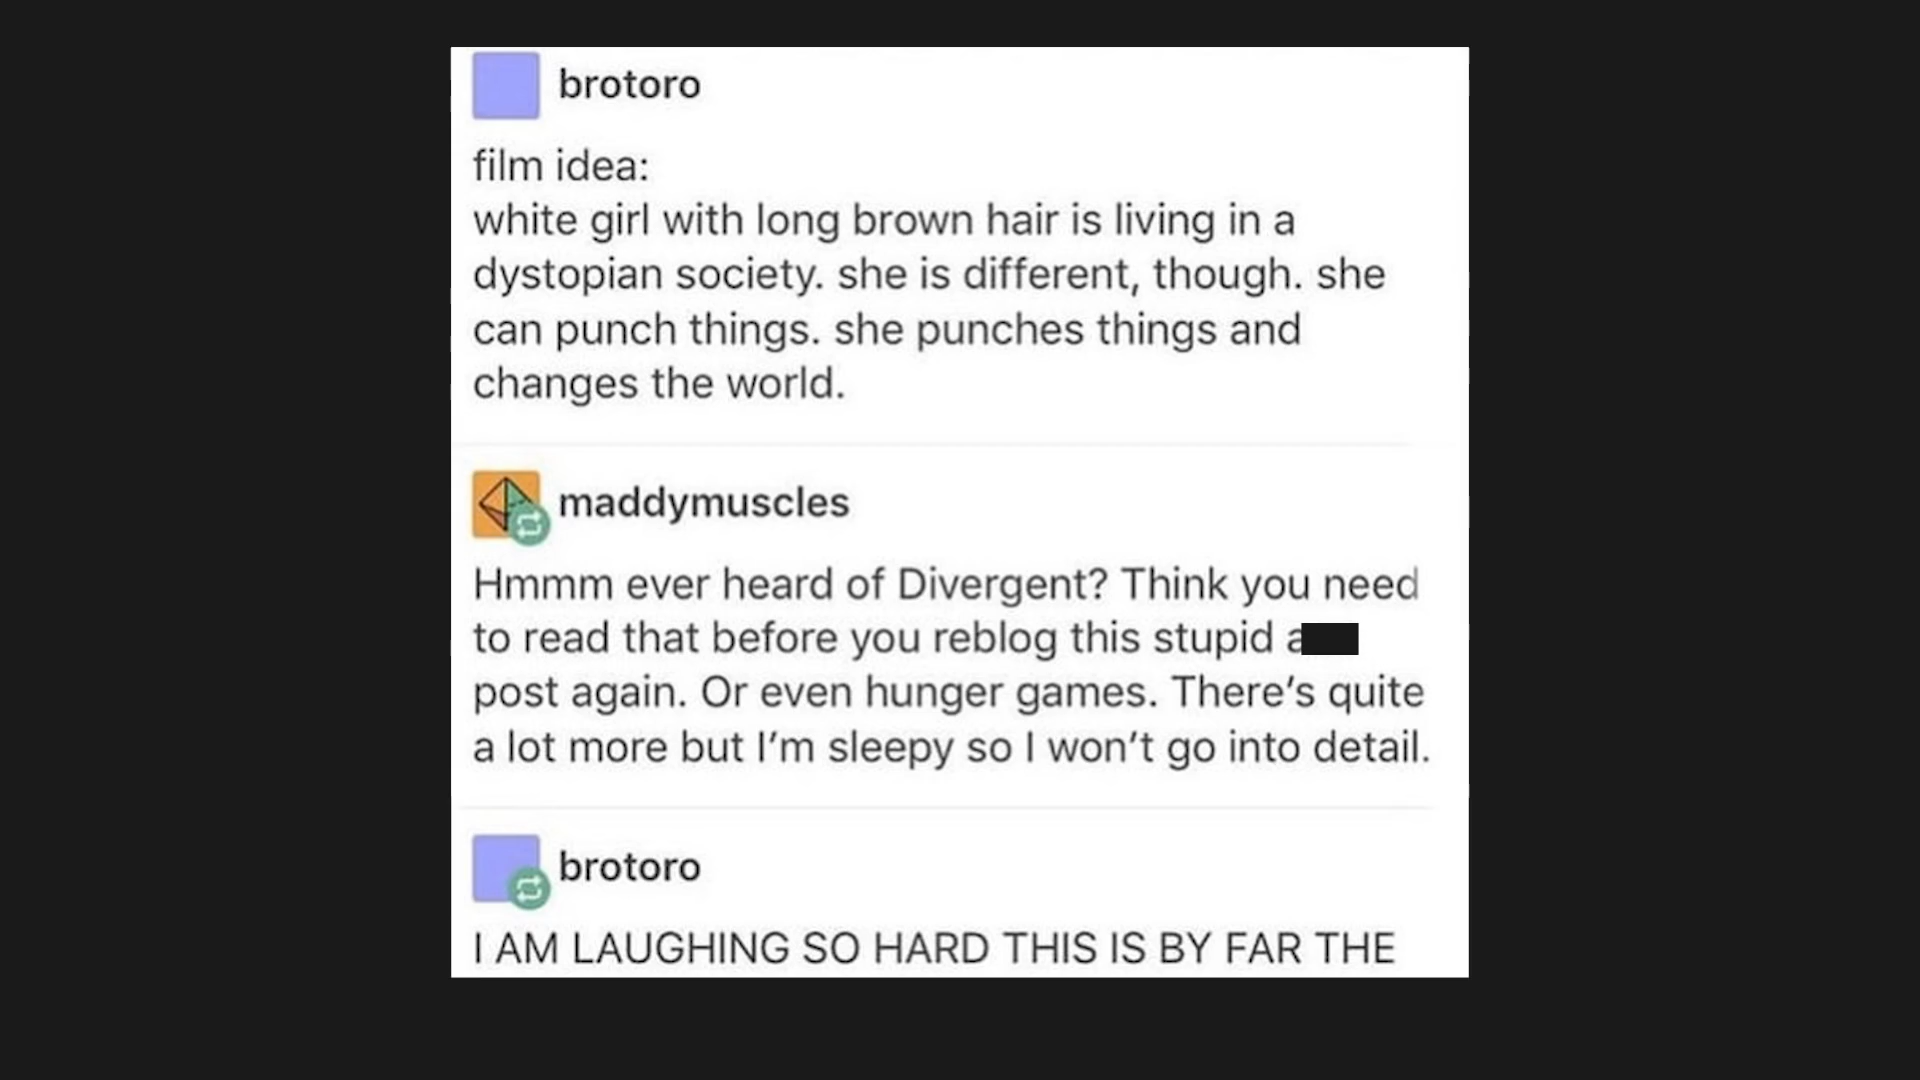 brotoro
film idea:
white girl with long brown hair is living in a
dystopian society. she is different, though. she
can punch things. she punches things and
changes the world.
maddymuscles
Hmmm ever heard of Divergent? Think you need
to read that before you reblog this stupid a
post again. Or even hunger games. There’s quite
a lot more but I’m sleepy so I won’t go into detail.
brotoro
I AM LAUGHING SO HARD THIS IS BY FAR THE